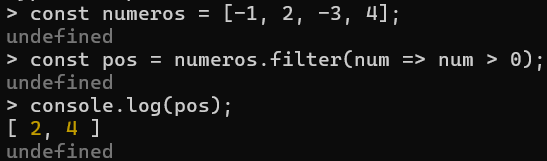 > const numeros = [-1, 2, -3, 4];
undefined
> const pos = numeros.filter(num => num > 0);
undefined
> console.log(pos);
[ 2, 4 ]
undefined